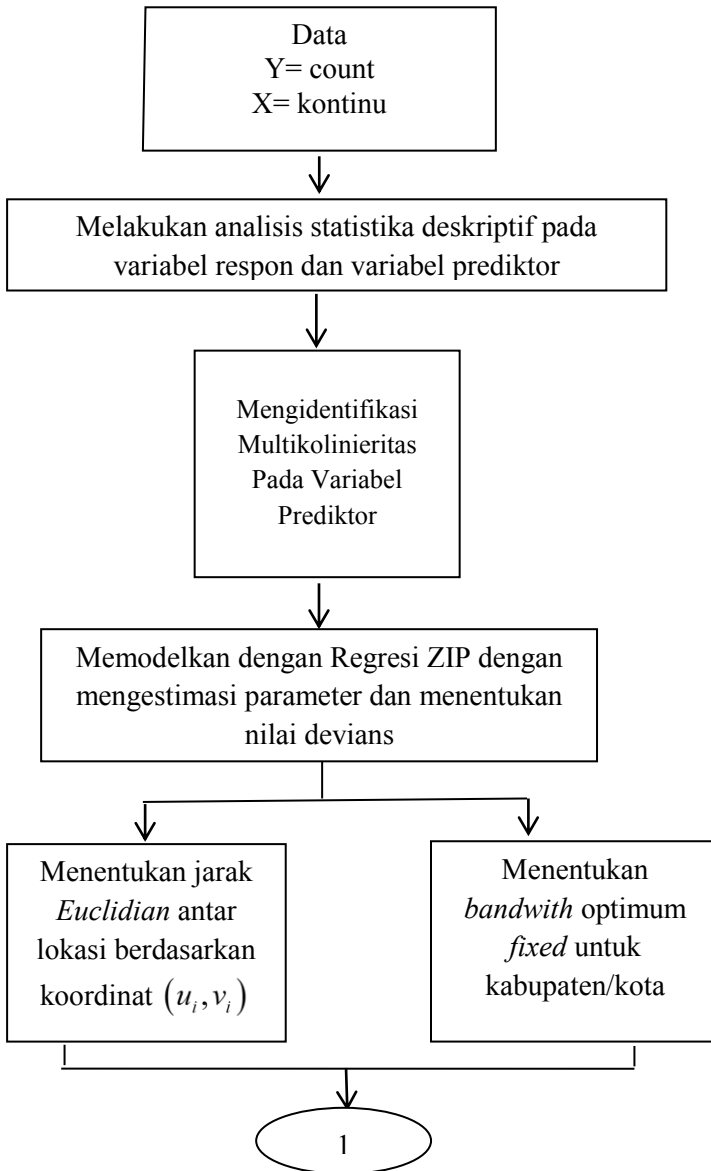 Data
Y= count
X= kontinu
Melakukan analisis statistika deskriptif pada
variabel respon dan variabel prediktor
Mengidentifikasi
Multikolinieritas
Pada Variabel
Prediktor
Memodelkan dengan Regresi ZIP dengan
mengestimasi parameter dan menentukan
nilai devians
Menentukan jarak
Euclidian antar
lokasi berdasarkan
koordinat (u_i, v_i)
Menentukan
bandwith optimum
fixed untuk
kabupaten/kota
1